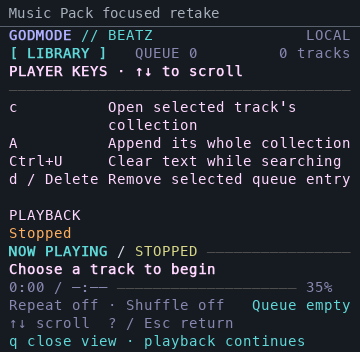 Music Pack focused retake
GODMODE // BEATZ LOCAL
[ LIBRARY ] QUEUE 0 0 tracks
PLAYER KEYS · ↑↓ to scroll
c Open selected track's
collection
A Append its whole collection
Ctrl+U Clear text while searching
d / Delete Remove selected queue entry
PLAYBACK
Stopped
NOW PLAYING / STOPPED
Choose a track to begin
0:00 / —:—— 35%
Repeat off · Shuffle off Queue empty
↑↓ scroll ? / Esc return
q close view · playback continues